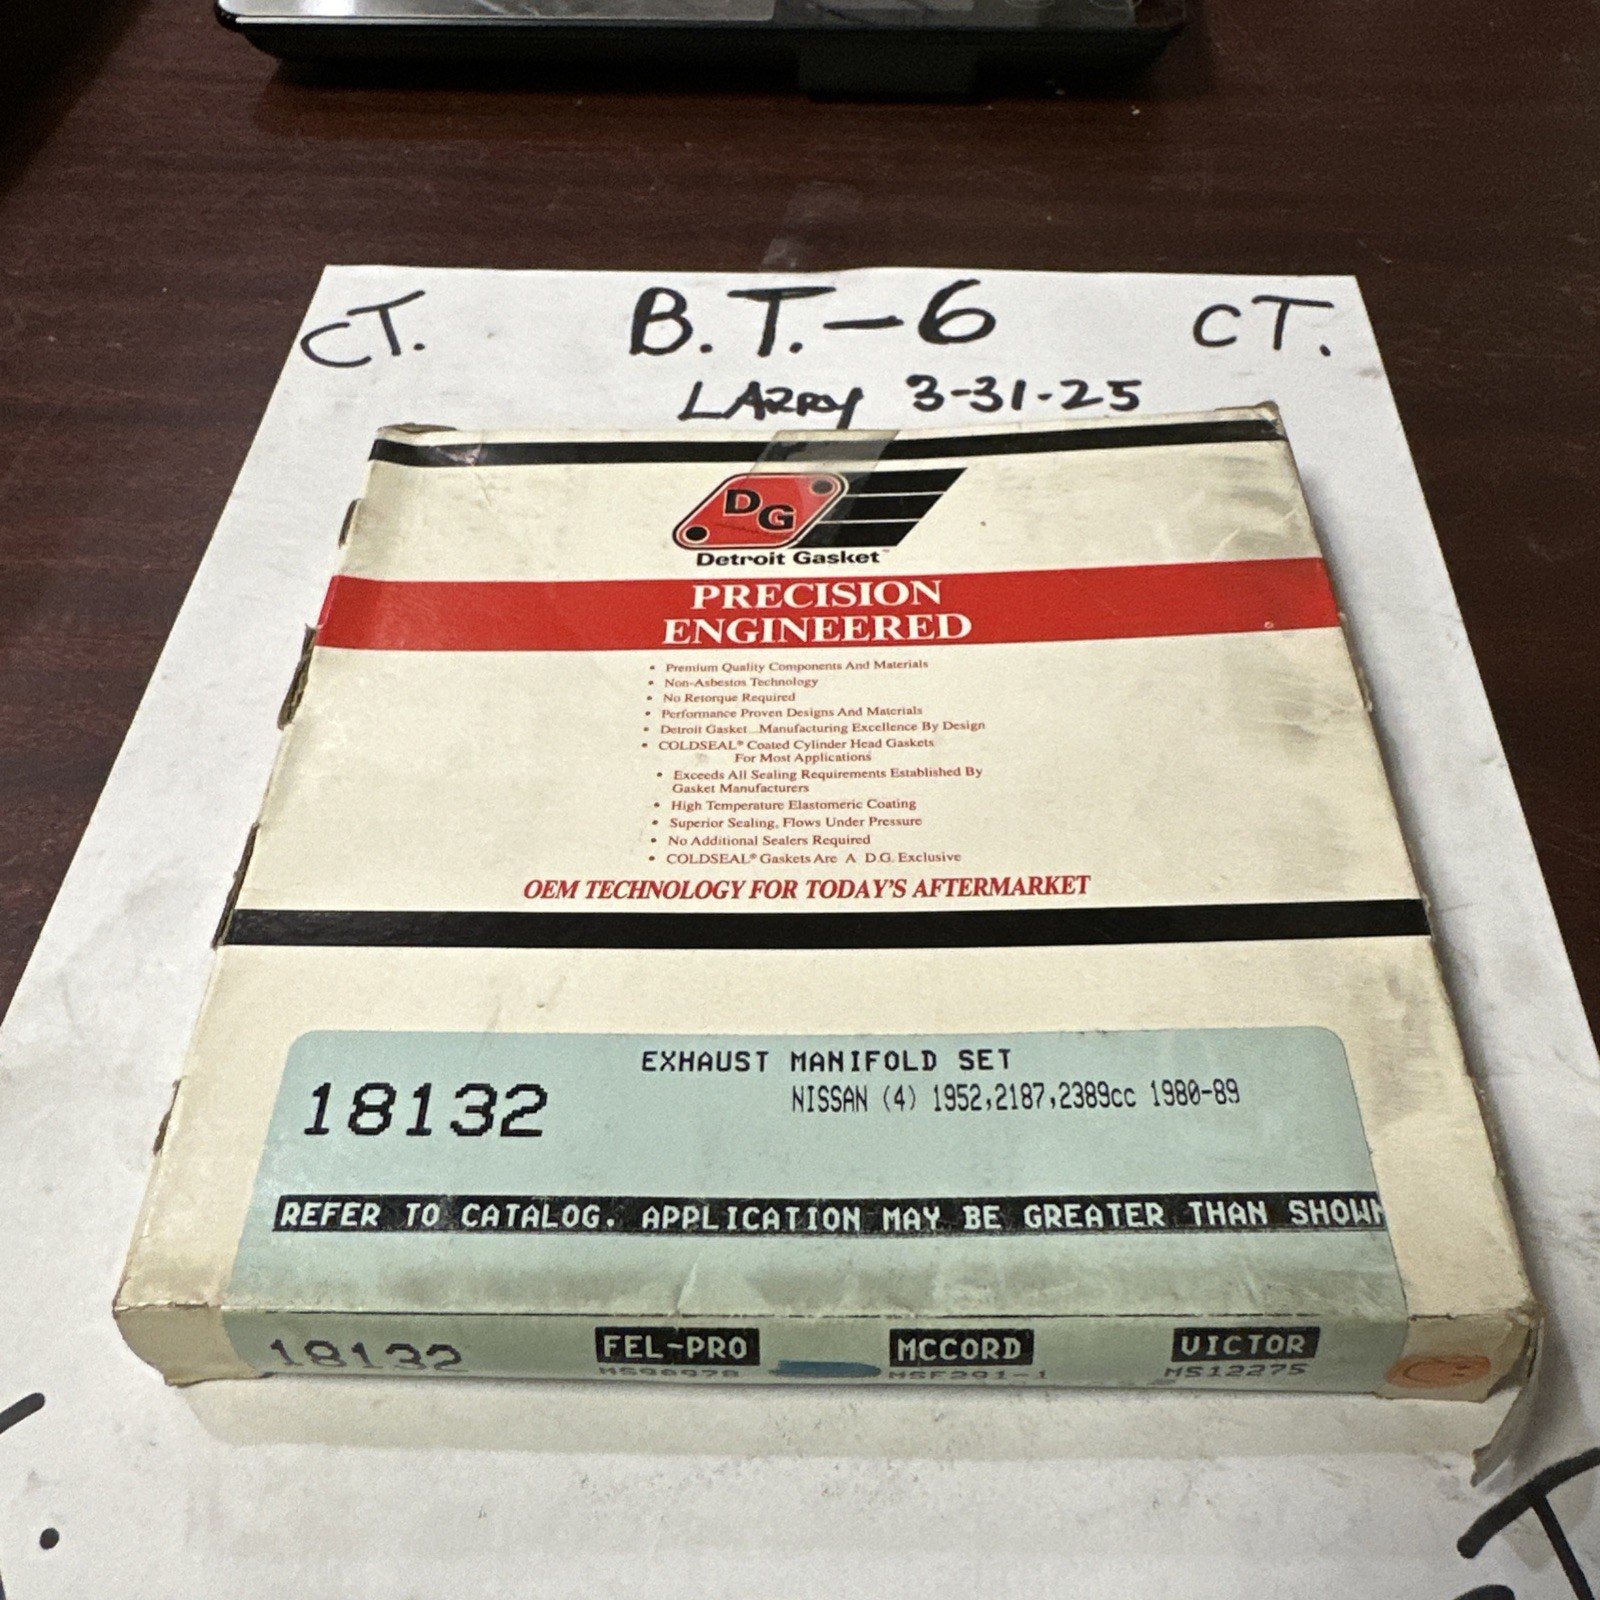 CT. B.T.-6 CT.
LARRY 3-31-25
DG
Detroit Gasket™
PRECISION
ENGINEERED
• Premium Quality Components And Materials
• Non-Asbestos Technology
• No Retorque Required
• Performance Proven Designs And Materials
• Detroit Gasket...Manufacturing Excellence By Design
• COLDSEAL® Coated Cylinder Head Gaskets
For Most Applications
• Exceeds All Sealing Requirements Established By
Gasket Manufacturers
• High Temperature Elastomeric Coating
• Superior Sealing, Flows Under Pressure
• No Additional Sealers Required
• COLDSEAL® Gaskets Are A D.G. Exclusive
OEM TECHNOLOGY FOR TODAY'S AFTERMARKET
EXHAUST MANIFOLD SET
18132 NISSAN (4) 1952,2187,2389cc 1980-89
REFER TO CATALOG. APPLICATION MAY BE GREATER THAN SHOWN
18132 FEL-PRO MCCORD VICTOR
MS90978 MSF291-1 MS12275